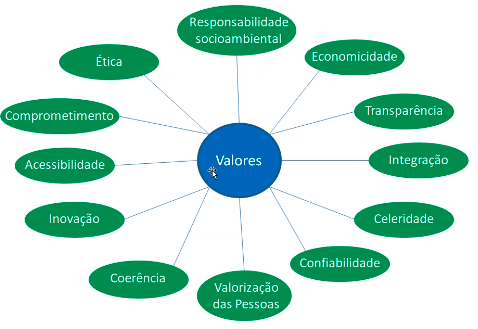 Responsabilidade
socioambiental
Ética
Economicidade
Comprometimento
Transparência
Acessibilidade
Valores
Integração
Inovação
Celeridade
Coerência
Confiabilidade
Valorização
das Pessoas